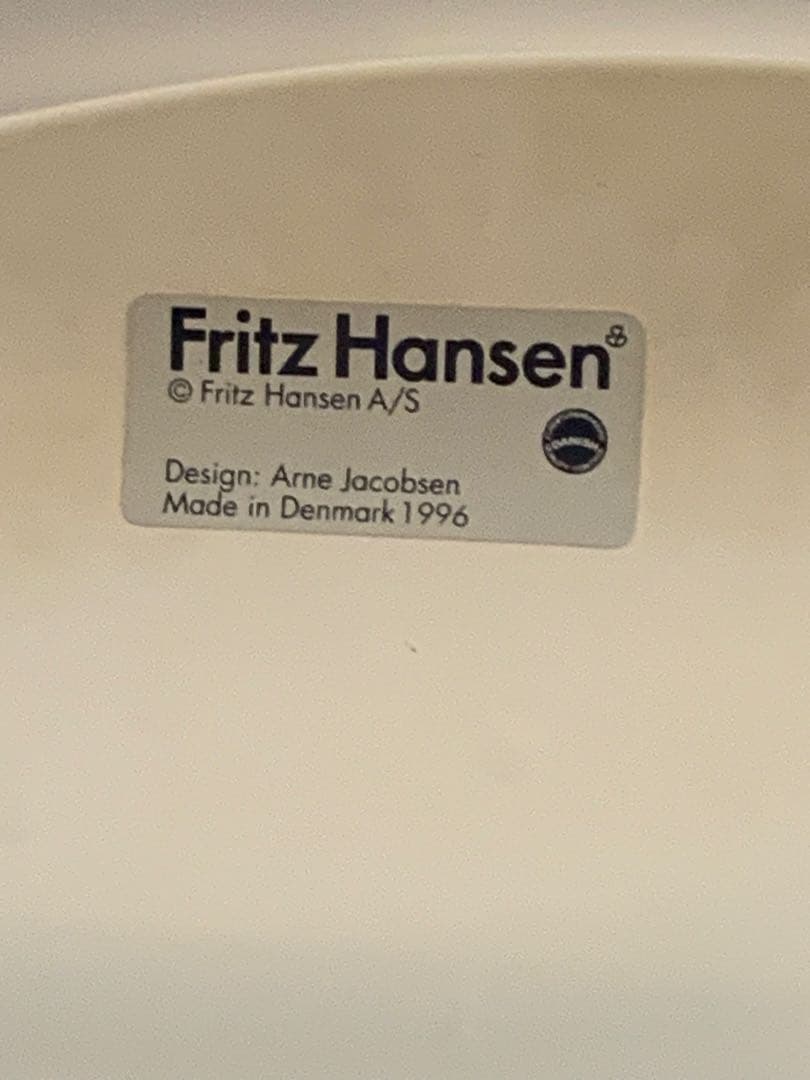 Fritz Hansen
© Fritz Hansen A/S
Design: Arne Jacobsen
Made in Denmark 1996